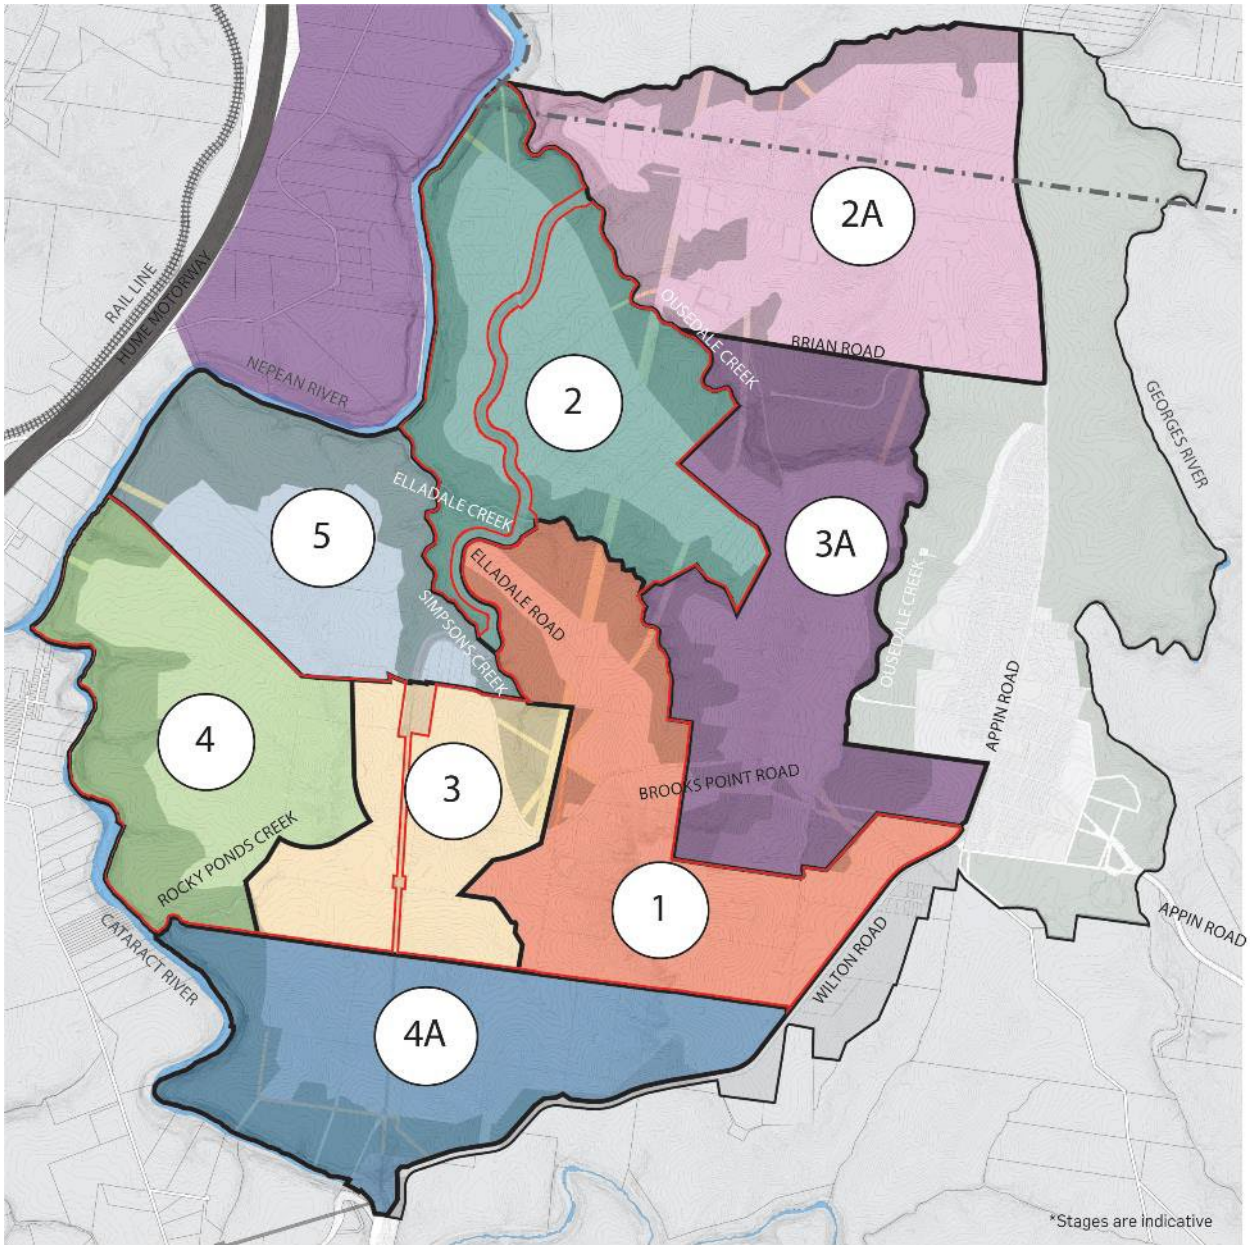 2A
RAIL LINE
HUME MOTORWAY
OUSEDALE CREEK
BRIAN ROAD
NEPEAN RIVER
2
GEORGES RIVER
ELLADALE CREEK
5
3A
ELLADALE ROAD
SIMPSONS CREEK
OUSEDALE CREEK
APPIN ROAD
4
3
BROOKS POINT ROAD
ROCKY PONDS CREEK
1
CATARACT RIVER
WILTON ROAD
APPIN ROAD
4A
*Stages are indicative